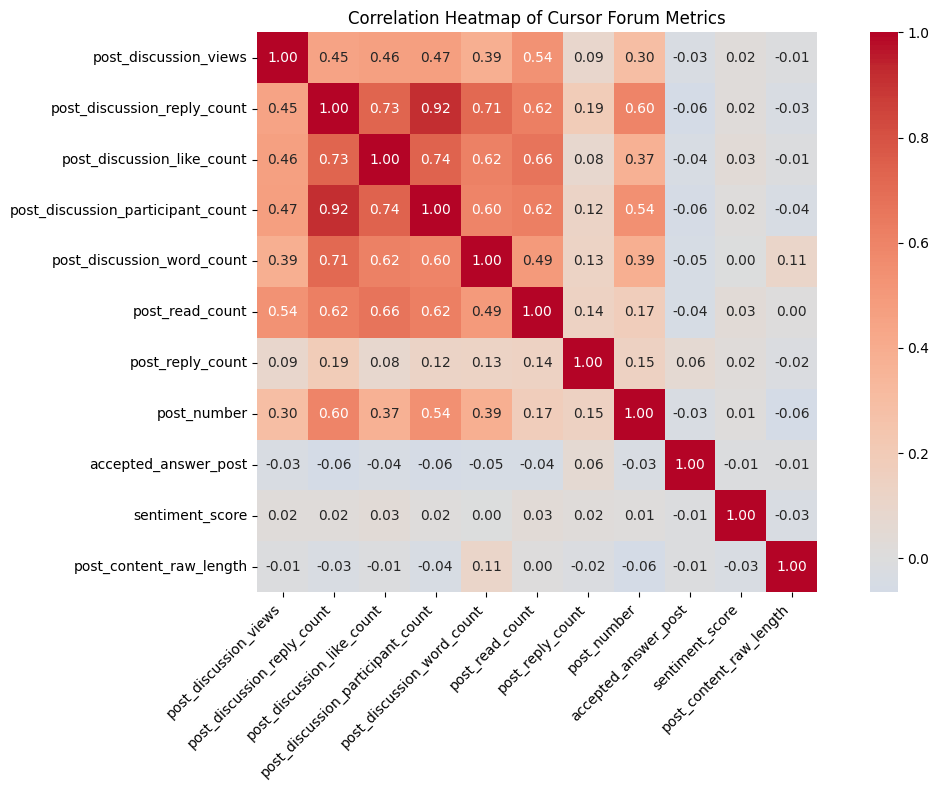 Correlation Heatmap of Cursor Forum Metrics
post_discussion_views 1.00 0.45 0.46 0.47 0.39 0.54 0.09 0.30 -0.03 0.02 -0.01
post_discussion_reply_count 0.45 1.00 0.73 0.92 0.71 0.62 0.19 0.60 -0.06 0.02 -0.03
post_discussion_like_count 0.46 0.73 1.00 0.74 0.62 0.66 0.08 0.37 -0.04 0.03 -0.01
post_discussion_participant_count 0.47 0.92 0.74 1.00 0.60 0.62 0.12 0.54 -0.06 0.02 -0.04
post_discussion_word_count 0.39 0.71 0.62 0.60 1.00 0.49 0.13 0.39 -0.05 0.00 0.11
post_read_count 0.54 0.62 0.66 0.62 0.49 1.00 0.14 0.17 -0.04 0.03 0.00
post_reply_count 0.09 0.19 0.08 0.12 0.13 0.14 1.00 0.15 0.06 0.02 -0.02
post_number 0.30 0.60 0.37 0.54 0.39 0.17 0.15 1.00 -0.03 0.01 -0.06
accepted_answer_post -0.03 -0.06 -0.04 -0.06 -0.05 -0.04 0.06 -0.03 1.00 -0.01 -0.01
sentiment_score 0.02 0.02 0.03 0.02 0.00 0.03 0.02 0.01 -0.01 1.00 -0.03
post_content_raw_length -0.01 -0.03 -0.01 -0.04 0.11 0.00 -0.02 -0.06 -0.01 -0.03 1.00
post_discussion_views
post_discussion_reply_count
post_discussion_like_count
post_discussion_participant_count
post_discussion_word_count
post_read_count
post_reply_count
post_number
accepted_answer_post
sentiment_score
post_content_raw_length
1.0
0.8
0.6
0.4
0.2
0.0